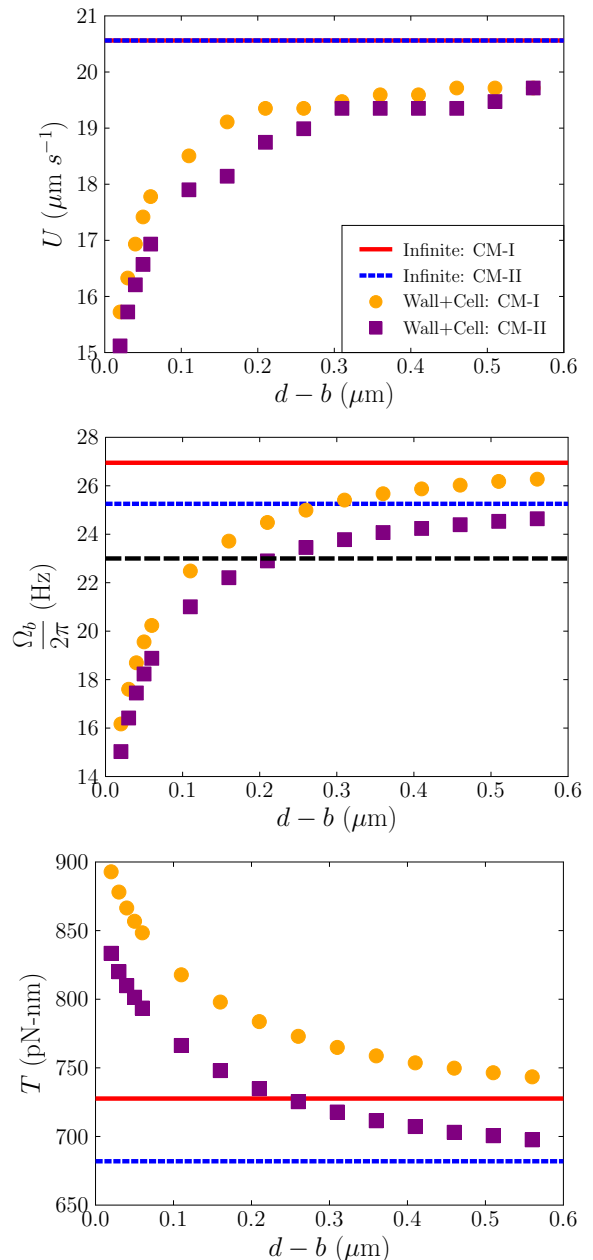 21
20
19
18
17
16
15
U (μm s⁻¹)
Infinite: CM-I
Infinite: CM-II
Wall+Cell: CM-I
Wall+Cell: CM-II
0.0 0.1 0.2 0.3 0.4 0.5 0.6
d − b (μm)
28
26
24
22
20
18
16
14
Ω_b/2π (Hz)
0.0 0.1 0.2 0.3 0.4 0.5 0.6
d − b (μm)
900
850
800
750
700
650
T (pN-nm)
0.0 0.1 0.2 0.3 0.4 0.5 0.6
d − b (μm)